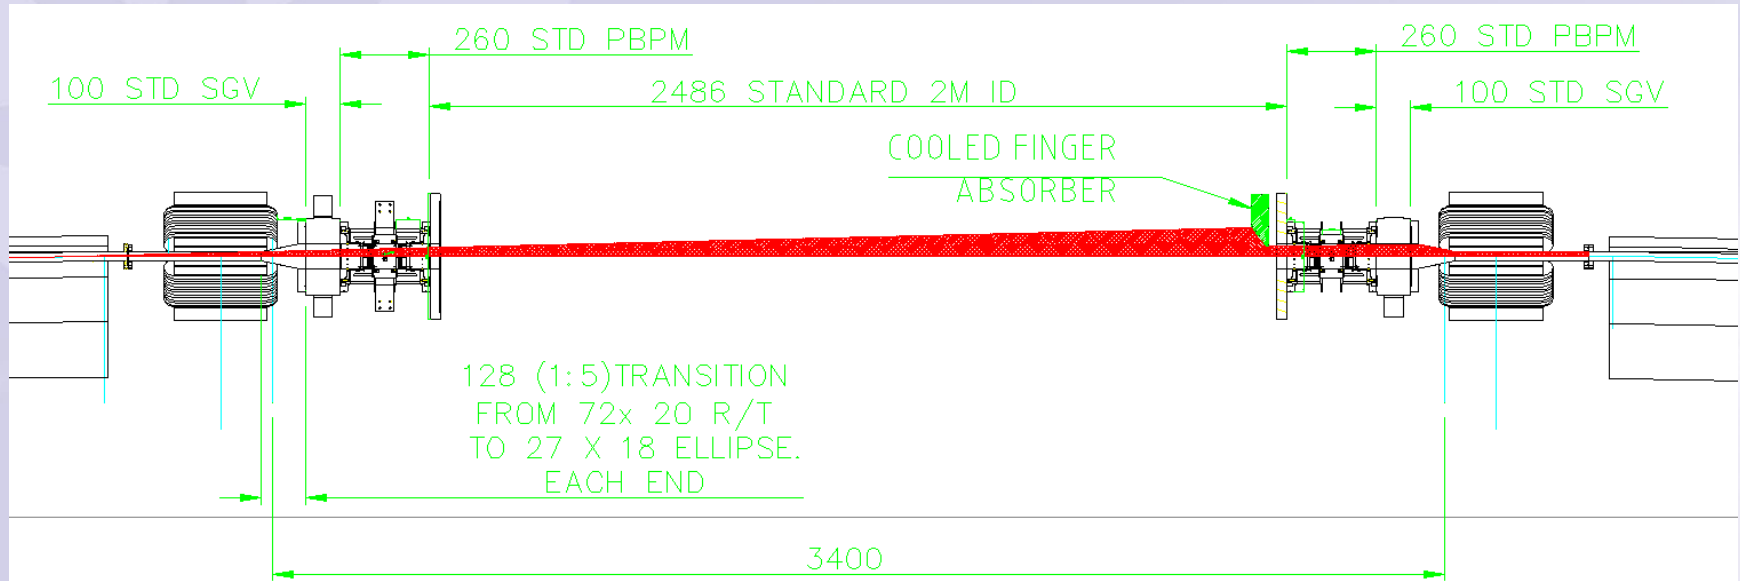 260 STD PBPM
260 STD PBPM
100 STD SGV
2486 STANDARD 2M ID
100 STD SGV
COOLED FINGER
ABSORBER
128 (1:5)TRANSITION
FROM 72x 20 R/T
TO 27 X 18 ELLIPSE.
EACH END
3400